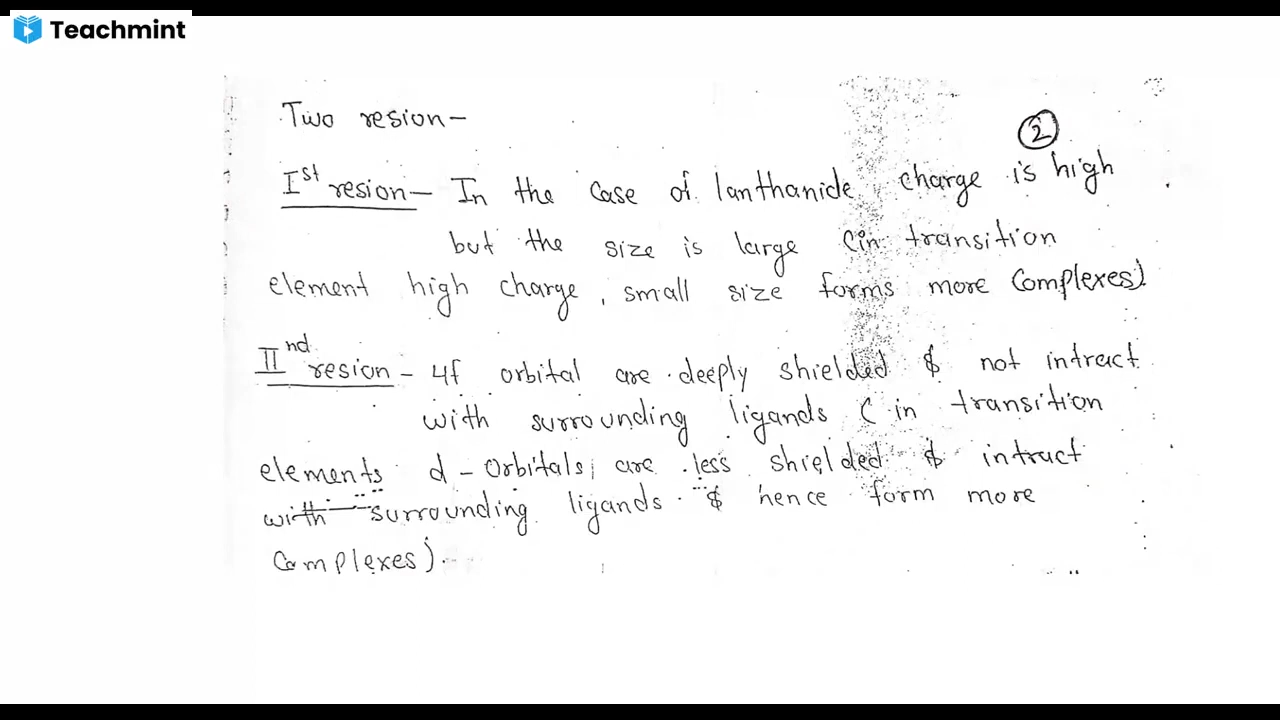 Teachmint
Two resion-
2
Ist resion- In the case of lanthanide charge is high
but the size is large (in transition
element high charge, small size forms more complexes)
IInd resion - 4f orbital are deeply shielded & not intract
with surrounding ligands (in transition
elements d-orbitals, are less shielded & intract
with surrounding ligands. & hence form more
complexes).